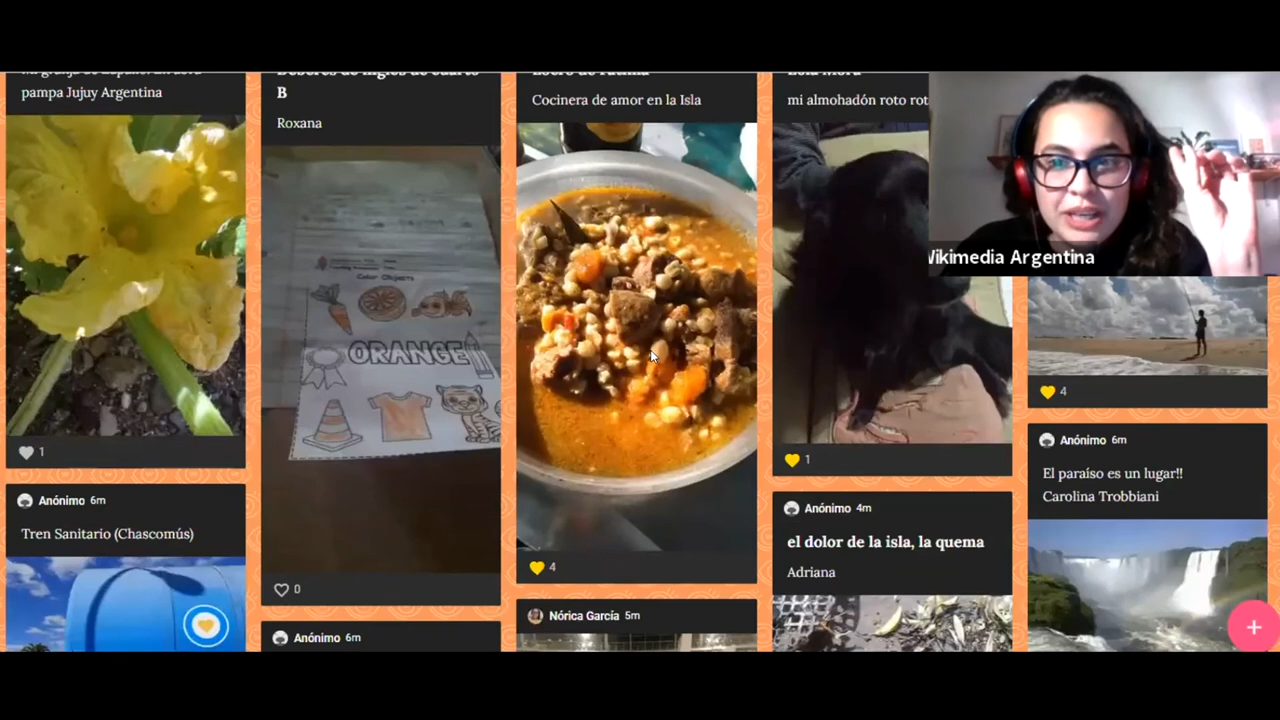 pampa Jujuy Argentina
1
Anónimo 6m
Tren Sanitario (Chascomús)
B
Roxana
Color Objects
ORANGE
0
Anónimo 6m
Cocinera de amor en la Isla
4
Nórica García 5m
mi almohadón roto rot
1
Anónimo 4m
el dolor de la isla, la quema
Adriana
Wikimedia Argentina
4
Anónimo 6m
El paraíso es un lugar!!
Carolina Trobbiani